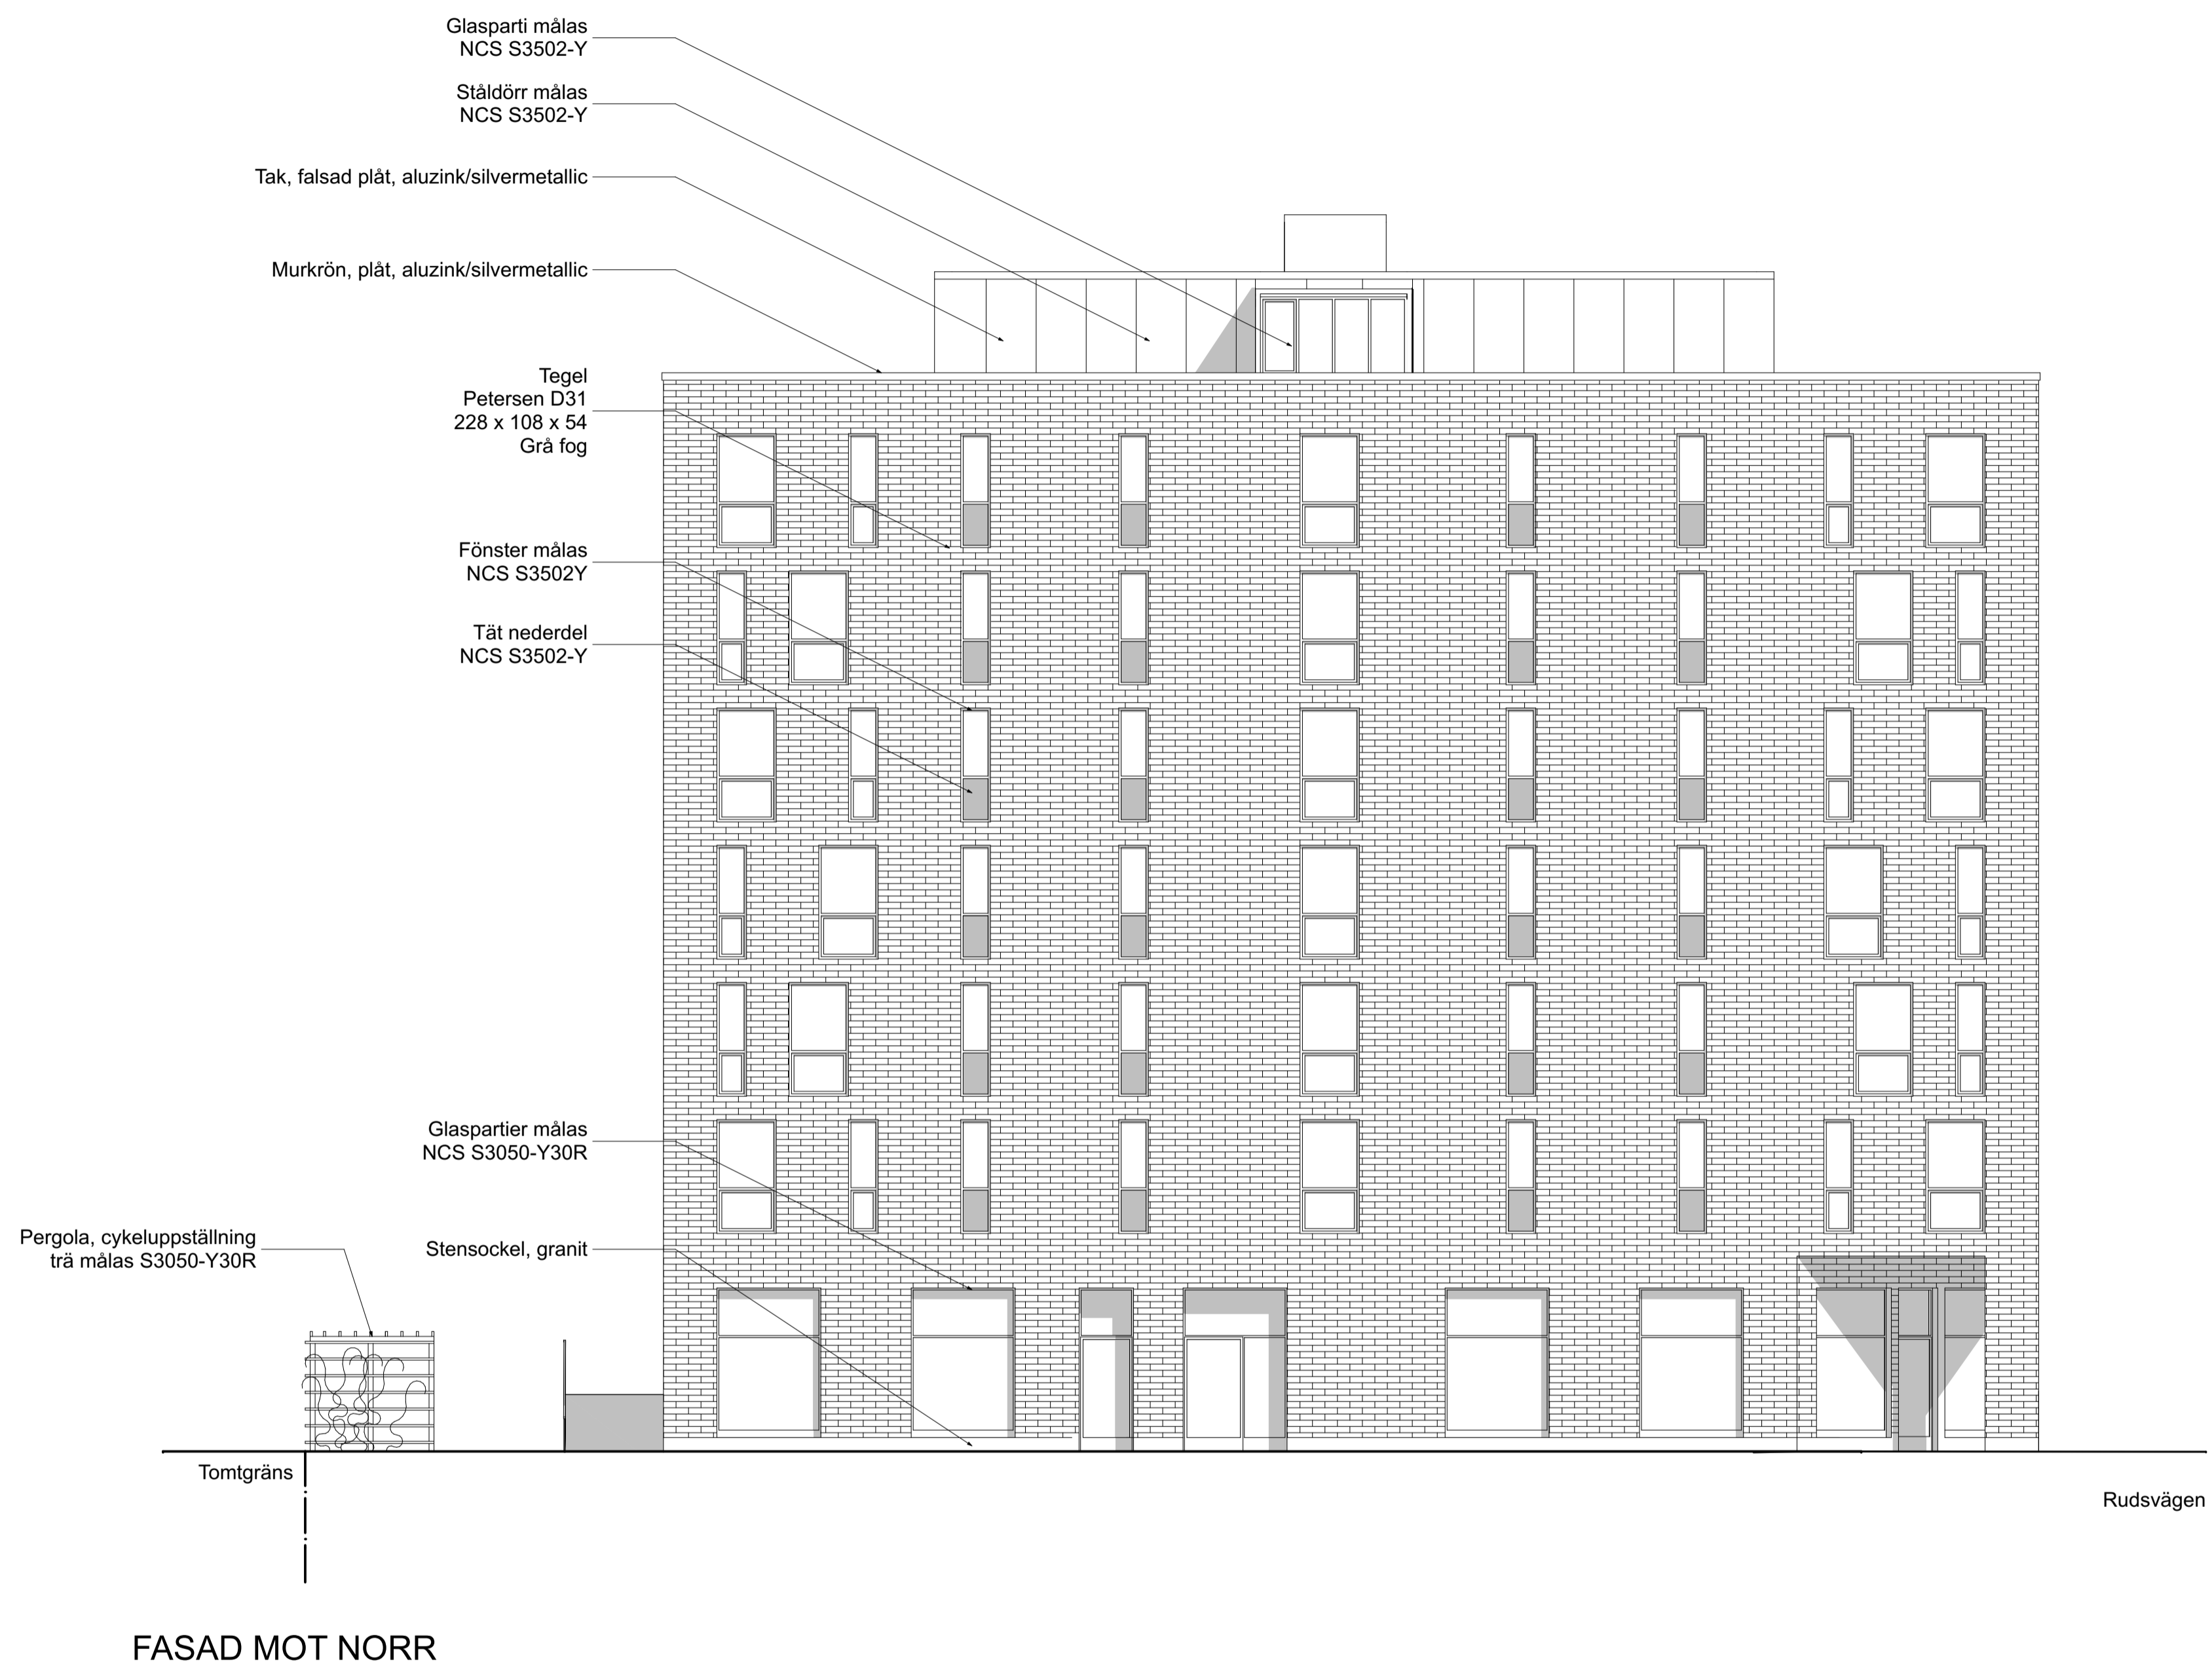 Glasparti målas
NCS S3502-Y
Ståldörr målas
NCS S3502-Y
Tak, falsad plåt, aluzink/silvermetallic
Murkrön, plåt, aluzink/silvermetallic
Tegel
Petersen D31
228 x 108 x 54
Grå fog
Fönster målas
NCS S3502Y
Tät nederdel
NCS S3502-Y
Glaspartier målas
NCS S3050-Y30R
Pergola, cykeluppställning
trä målas S3050-Y30R
Stensockel, granit
Tomtgräns
Rudsvägen
FASAD MOT NORR